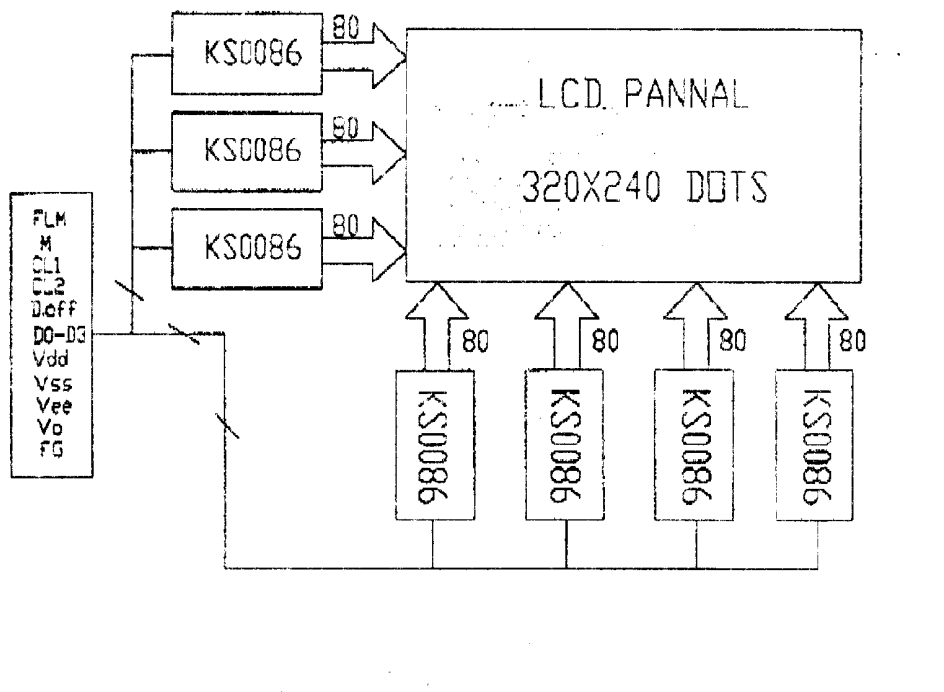 80
KS0086
80
KS0086
80
KS0086
LCD PANNAL
320X240 DOTS
FLM
M
CL1
CL2
D.off
D0-D3
Vdd
Vss
Vee
Vo
FG
80
80
80
80
KS0086
KS0086
KS0086
KS0086